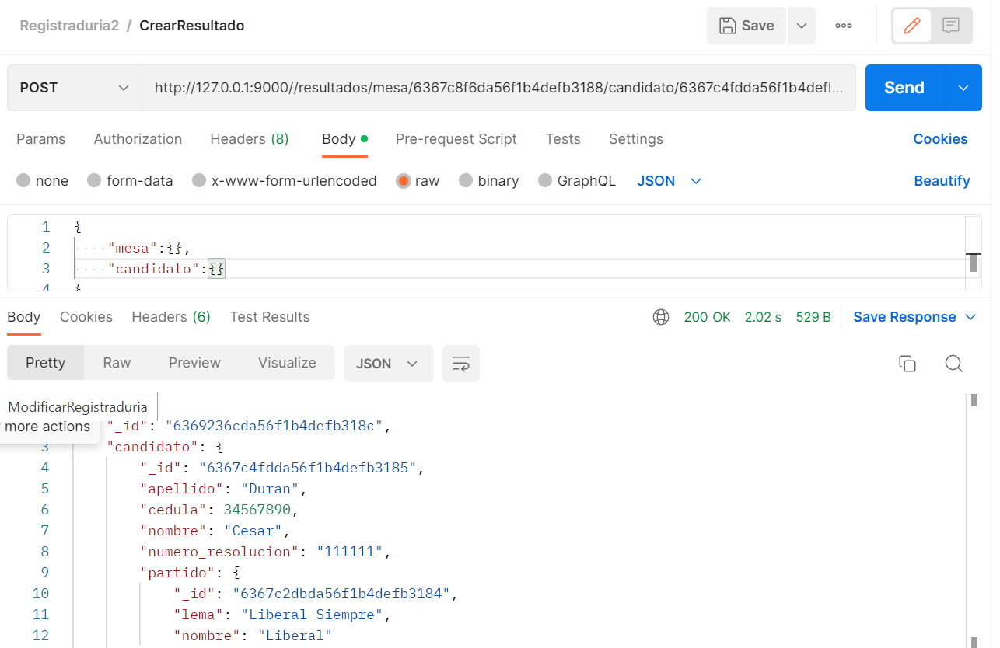 Registraduria2 / CrearResultado
Save
POST
http://127.0.0.1:9000//resultados/mesa/6367c8f6da56f1b4defb3188/candidato/6367c4fdda56f1b4def...
Send
Params Authorization Headers (8) Body Pre-request Script Tests Settings Cookies
none form-data x-www-form-urlencoded raw binary GraphQL JSON Beautify
1 {
2 "mesa":{},
3 "candidato":{}
4 }
Body Cookies Headers (6) Test Results 200 OK 2.02 s 529 B Save Response
Pretty Raw Preview Visualize JSON
ModificarRegistraduria
more actions
"_id": "6369236cda56f1b4defb318c",
3 "candidato": {
4 "_id": "6367c4fdda56f1b4defb3185",
5 "apellido": "Duran",
6 "cedula": 34567890,
7 "nombre": "Cesar",
8 "numero_resolucion": "111111",
9 "partido": {
10 "_id": "6367c2dbda56f1b4defb3184",
11 "lema": "Liberal Siempre",
12 "nombre": "Liberal"